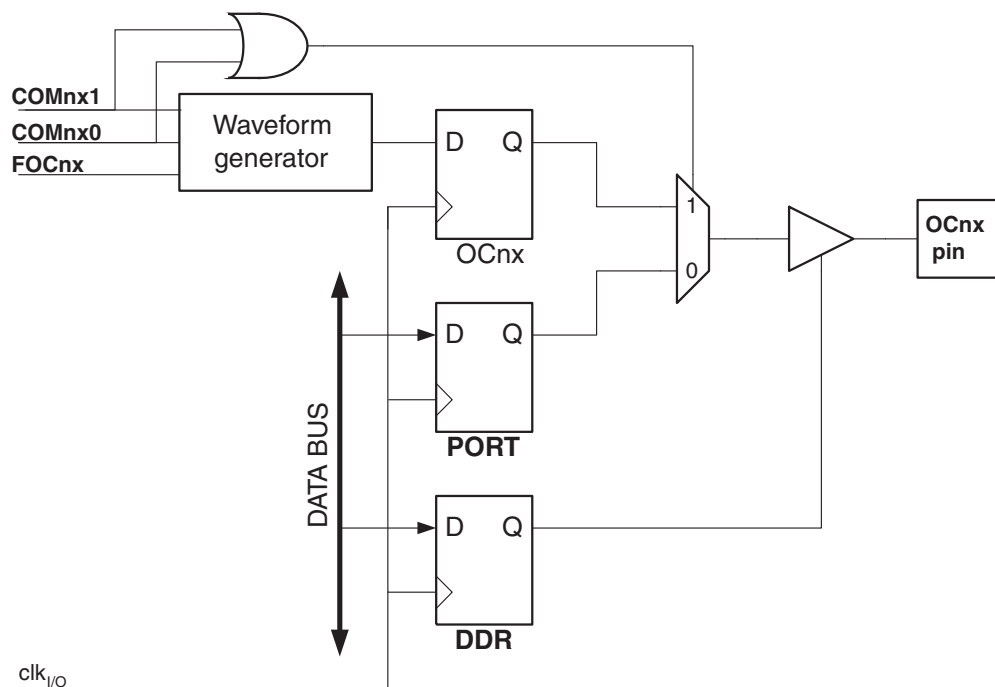 COMnx1
COMnx0
FOCnx
Waveform
generator
D Q
OCnx
1
0
OCnx
pin
D Q
PORT
DATA BUS
D Q
DDR
clkI/O